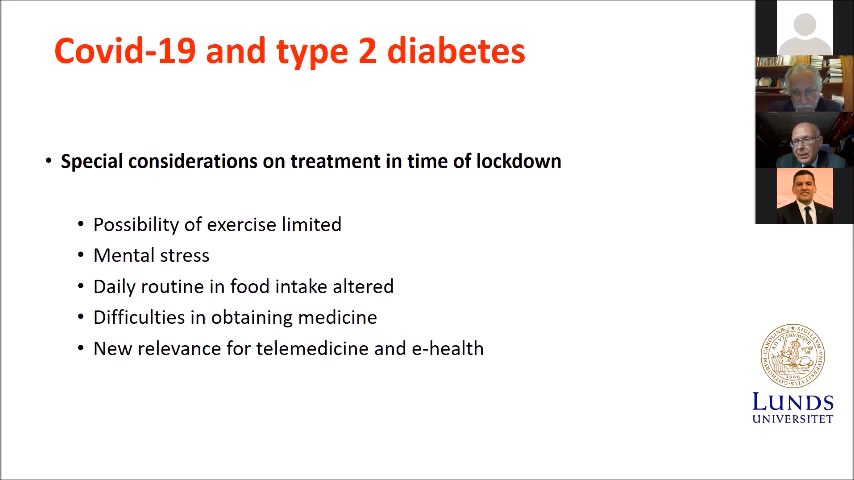 Covid-19 and type 2 diabetes
• Special considerations on treatment in time of lockdown
• Possibility of exercise limited
• Mental stress
• Daily routine in food intake altered
• Difficulties in obtaining medicine
• New relevance for telemedicine and e-health
LUNDS
UNIVERSITET